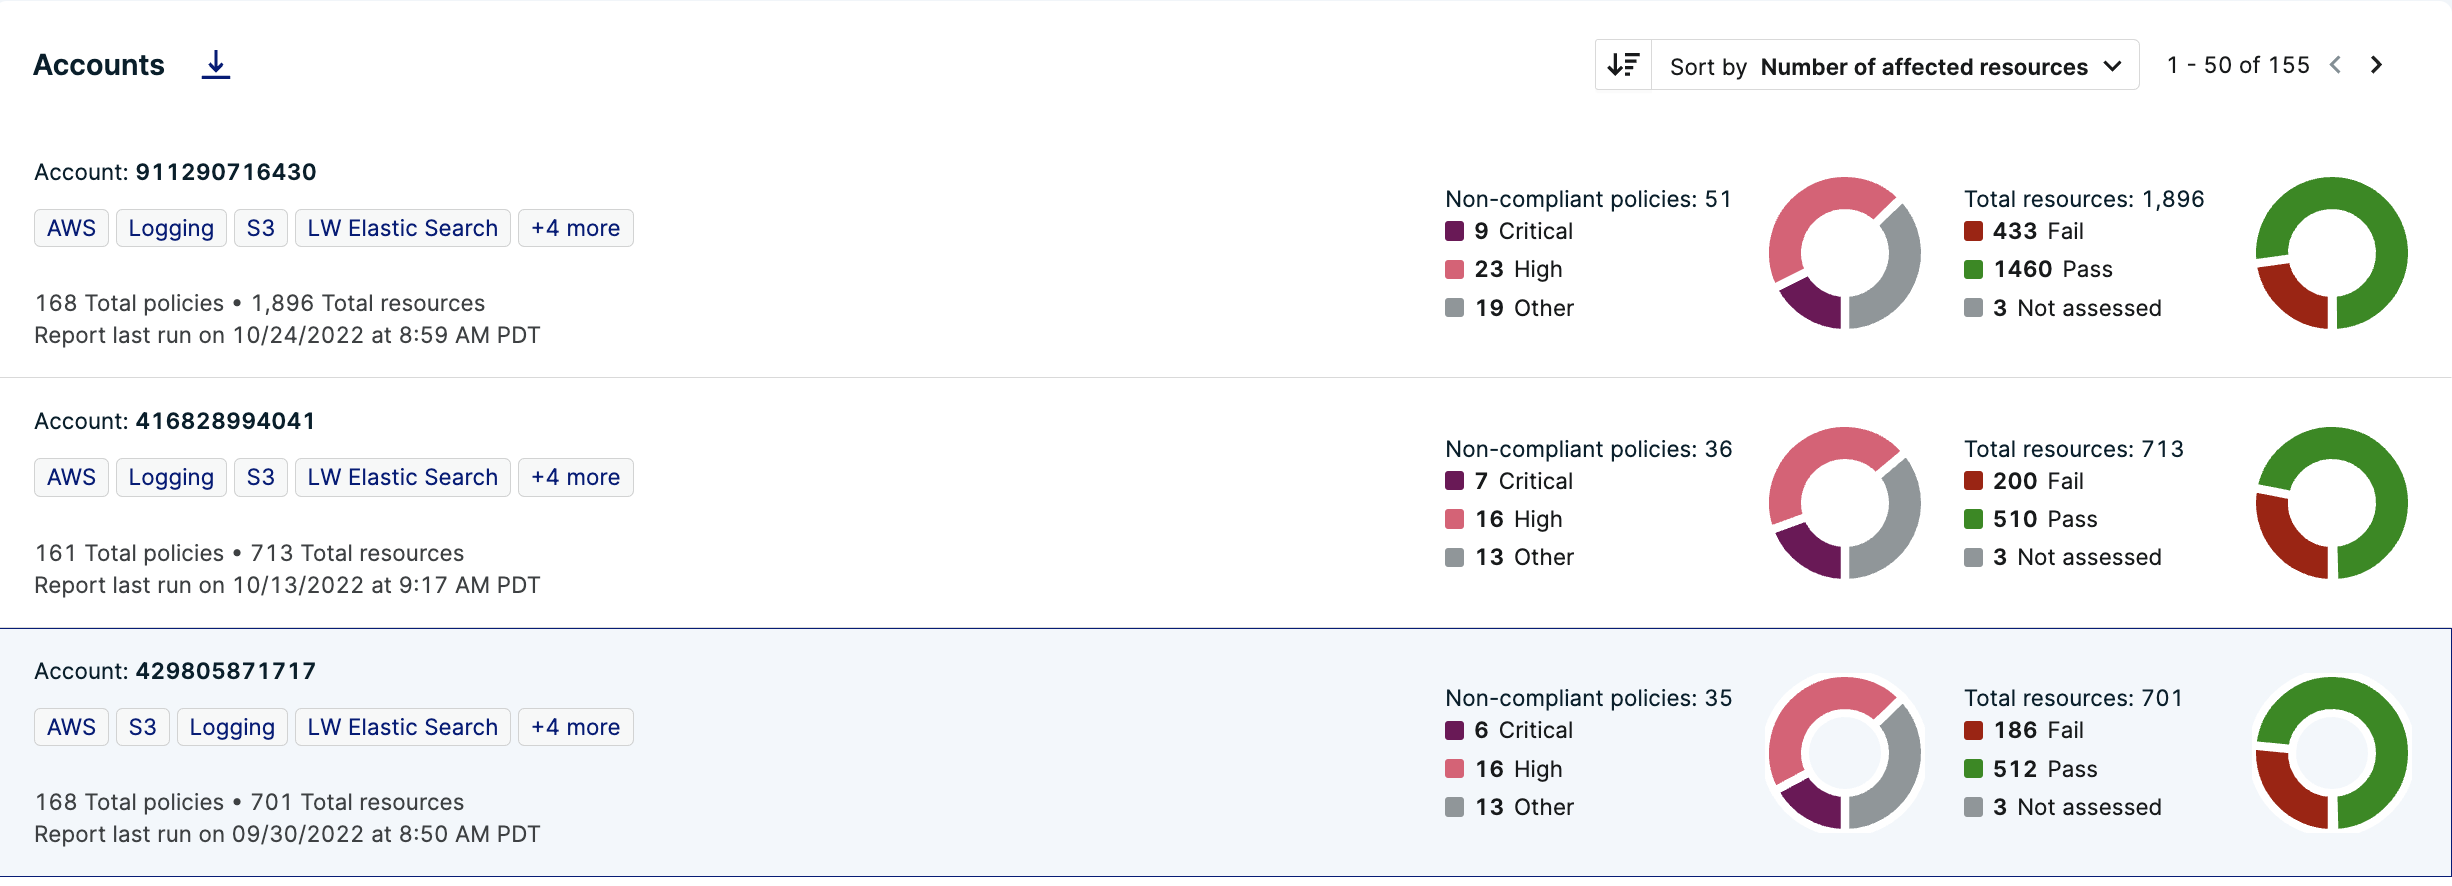 Accounts
Sort by Number of affected resources
1 - 50 of 155
Account: 911290716430
AWS Logging S3 LW Elastic Search +4 more
168 Total policies • 1,896 Total resources
Report last run on 10/24/2022 at 8:59 AM PDT
Non-compliant policies: 51
9 Critical
23 High
19 Other
Total resources: 1,896
433 Fail
1460 Pass
3 Not assessed
Account: 416828994041
AWS Logging S3 LW Elastic Search +4 more
161 Total policies • 713 Total resources
Report last run on 10/13/2022 at 9:17 AM PDT
Non-compliant policies: 36
7 Critical
16 High
13 Other
Total resources: 713
200 Fail
510 Pass
3 Not assessed
Account: 429805871717
AWS S3 Logging LW Elastic Search +4 more
168 Total policies • 701 Total resources
Report last run on 09/30/2022 at 8:50 AM PDT
Non-compliant policies: 35
6 Critical
16 High
13 Other
Total resources: 701
186 Fail
512 Pass
3 Not assessed